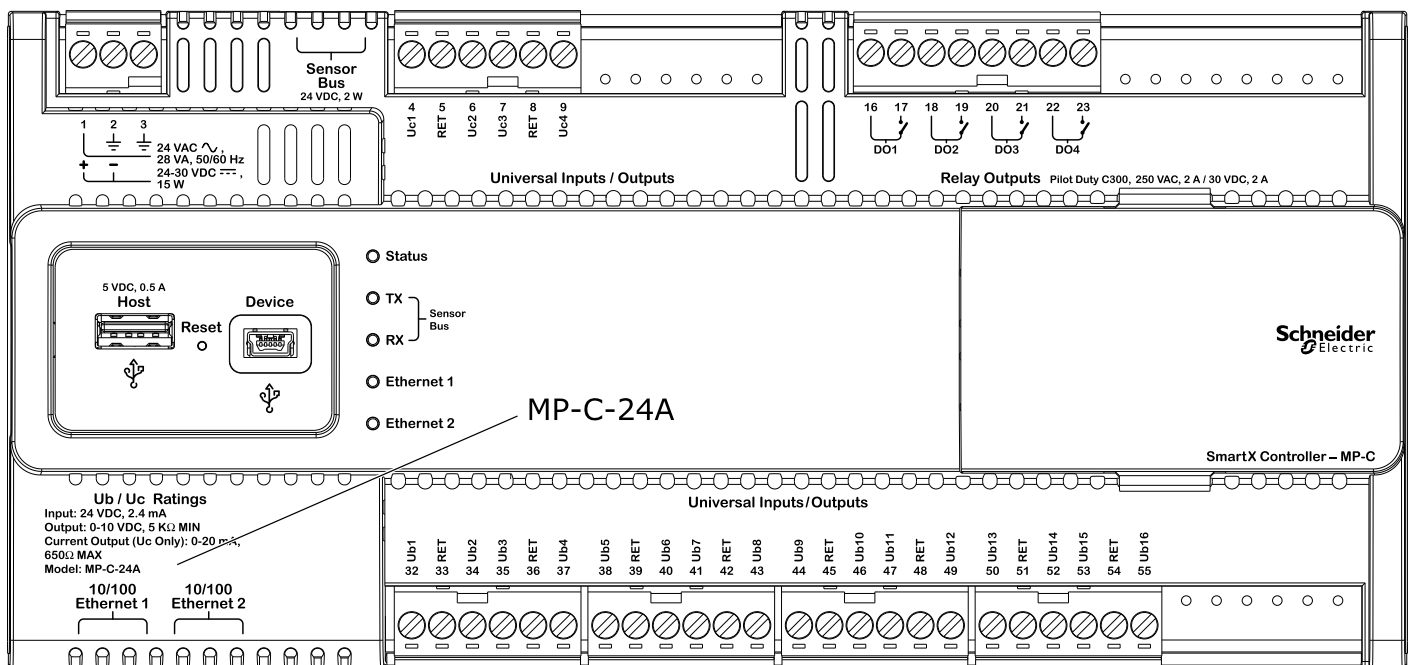 Sensor
Bus
24 VDC, 2 W
1 2 3
24 VAC ∿ ,
28 VA, 50/60 Hz
24-30 VDC ⎓ ,
15 W
+ −
4 5 6 7 8 9
Uc1 RET Uc2 Uc3 RET Uc4
Universal Inputs / Outputs
16 17 18 19 20 21 22 23
DO1 DO2 DO3 DO4
Relay Outputs Pilot Duty C300, 250 VAC, 2 A / 30 VDC, 2 A
5 VDC, 0.5 A
Host
Reset
Device
Status
TX
RX
Sensor
Bus
Ethernet 1
Ethernet 2
MP-C-24A
Schneider
Electric
SmartX Controller – MP-C
Ub / Uc Ratings
Input: 24 VDC, 2.4 mA
Output: 0-10 VDC, 5 KΩ MIN
Current Output (Uc Only): 0-20 mA,
650Ω MAX
Model: MP-C-24A
10/100
Ethernet 1
10/100
Ethernet 2
Universal Inputs/Outputs
Ub1 RET Ub2 Ub3 RET Ub4 Ub5 RET Ub6 Ub7 RET Ub8 Ub9 RET Ub10 Ub11 RET Ub12 Ub13 RET Ub14 Ub15 RET Ub16
32 33 34 35 36 37 38 39 40 41 42 43 44 45 46 47 48 49 50 51 52 53 54 55